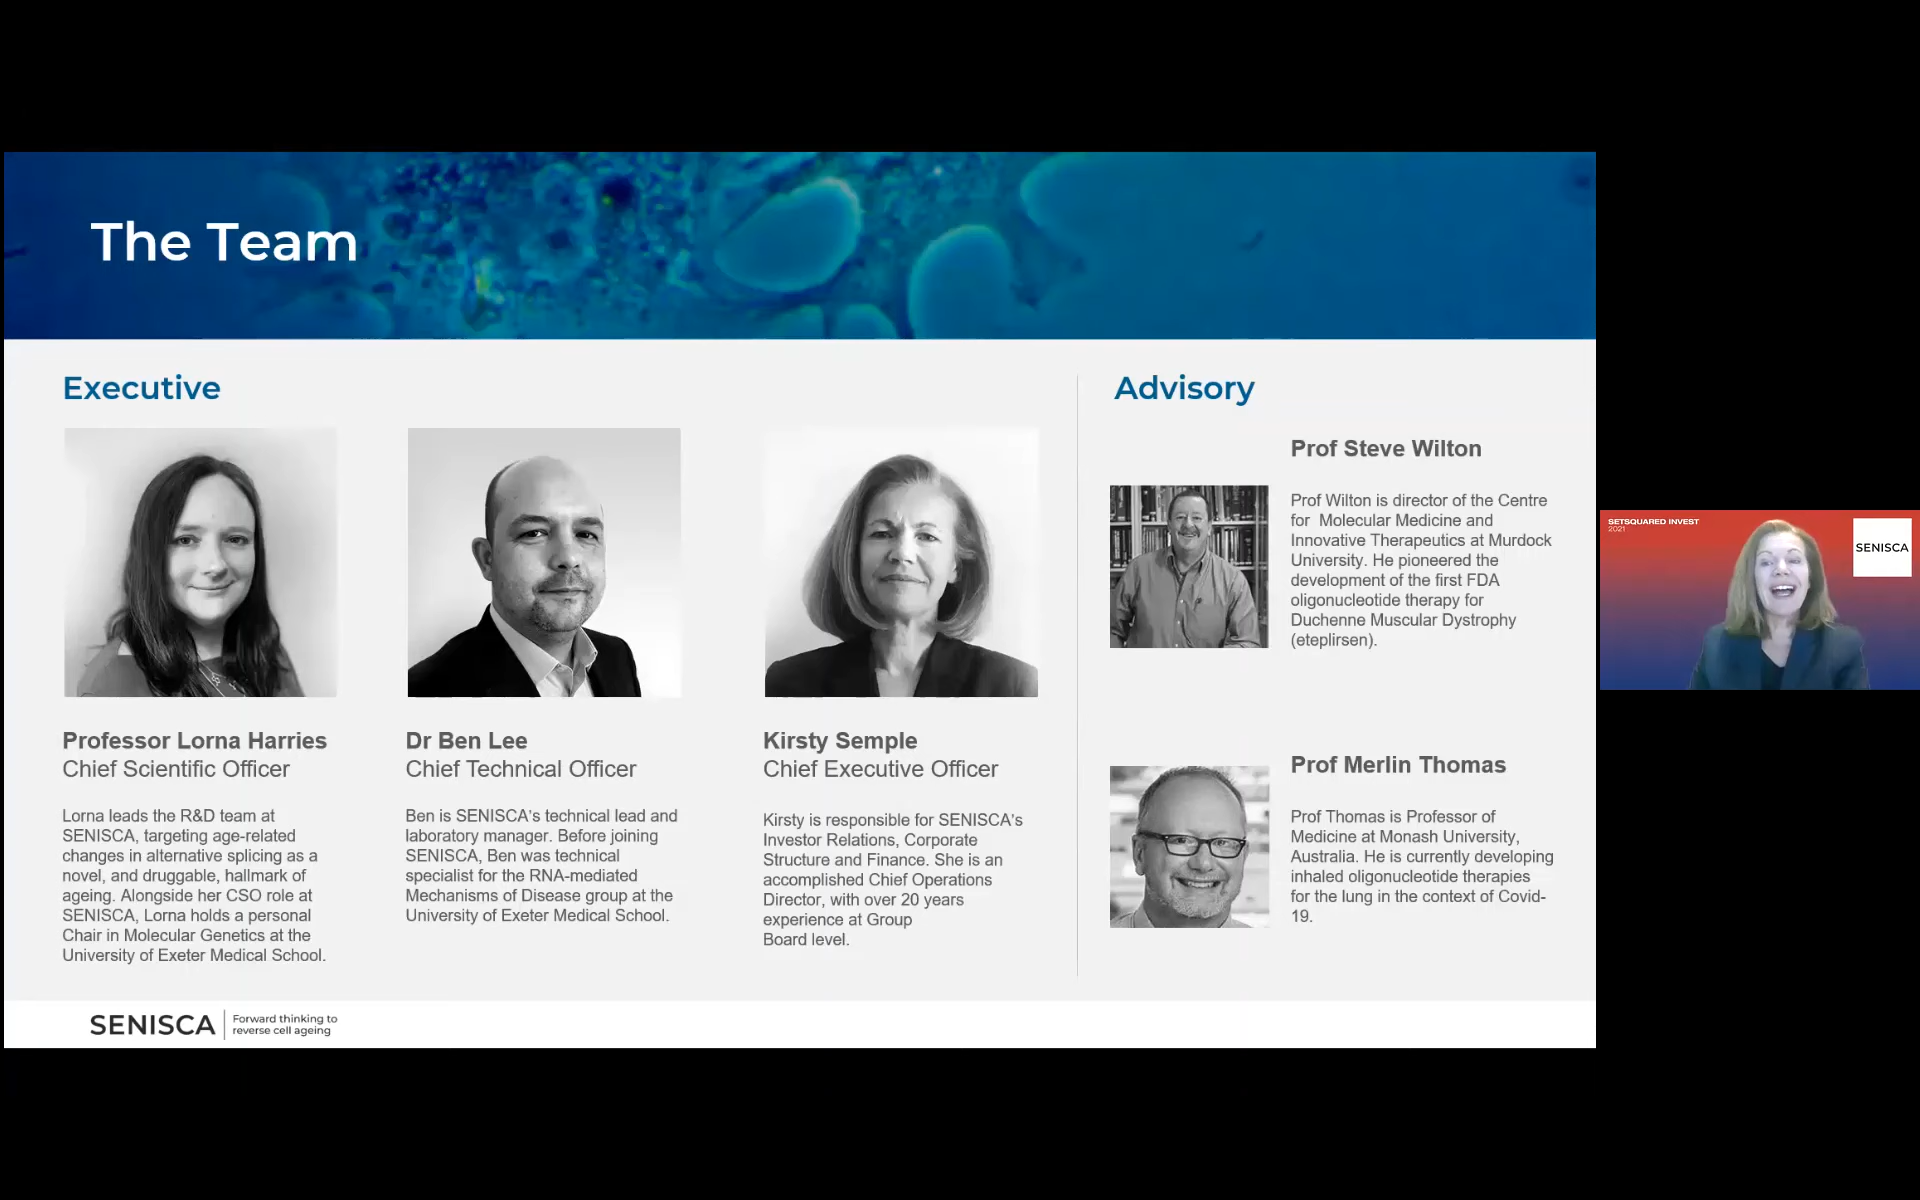 The Team
Executive
Professor Lorna Harries
Chief Scientific Officer
Lorna leads the R&D team at
SENISCA, targeting age-related
changes in alternative splicing as a
novel, and druggable, hallmark of
ageing. Alongside her CSO role at
SENISCA, Lorna holds a personal
Chair in Molecular Genetics at the
University of Exeter Medical School.
Dr Ben Lee
Chief Technical Officer
Ben is SENISCA's technical lead and
laboratory manager. Before joining
SENISCA, Ben was technical
specialist for the RNA-mediated
Mechanisms of Disease group at the
University of Exeter Medical School.
Kirsty Semple
Chief Executive Officer
Kirsty is responsible for SENISCA's
Investor Relations, Corporate
Structure and Finance. She is an
accomplished Chief Operations
Director, with over 20 years
experience at Group
Board level.
Advisory
Prof Steve Wilton
Prof Wilton is director of the Centre
for Molecular Medicine and
Innovative Therapeutics at Murdock
University. He pioneered the
development of the first FDA
oligonucleotide therapy for
Duchenne Muscular Dystrophy
(eteplirsen).
Prof Merlin Thomas
Prof Thomas is Professor of
Medicine at Monash University,
Australia. He is currently developing
inhaled oligonucleotide therapies
for the lung in the context of Covid-
19.
SENISCA
Forward thinking to
reverse cell ageing
SETSQUARED INVEST
2021
SENISCA